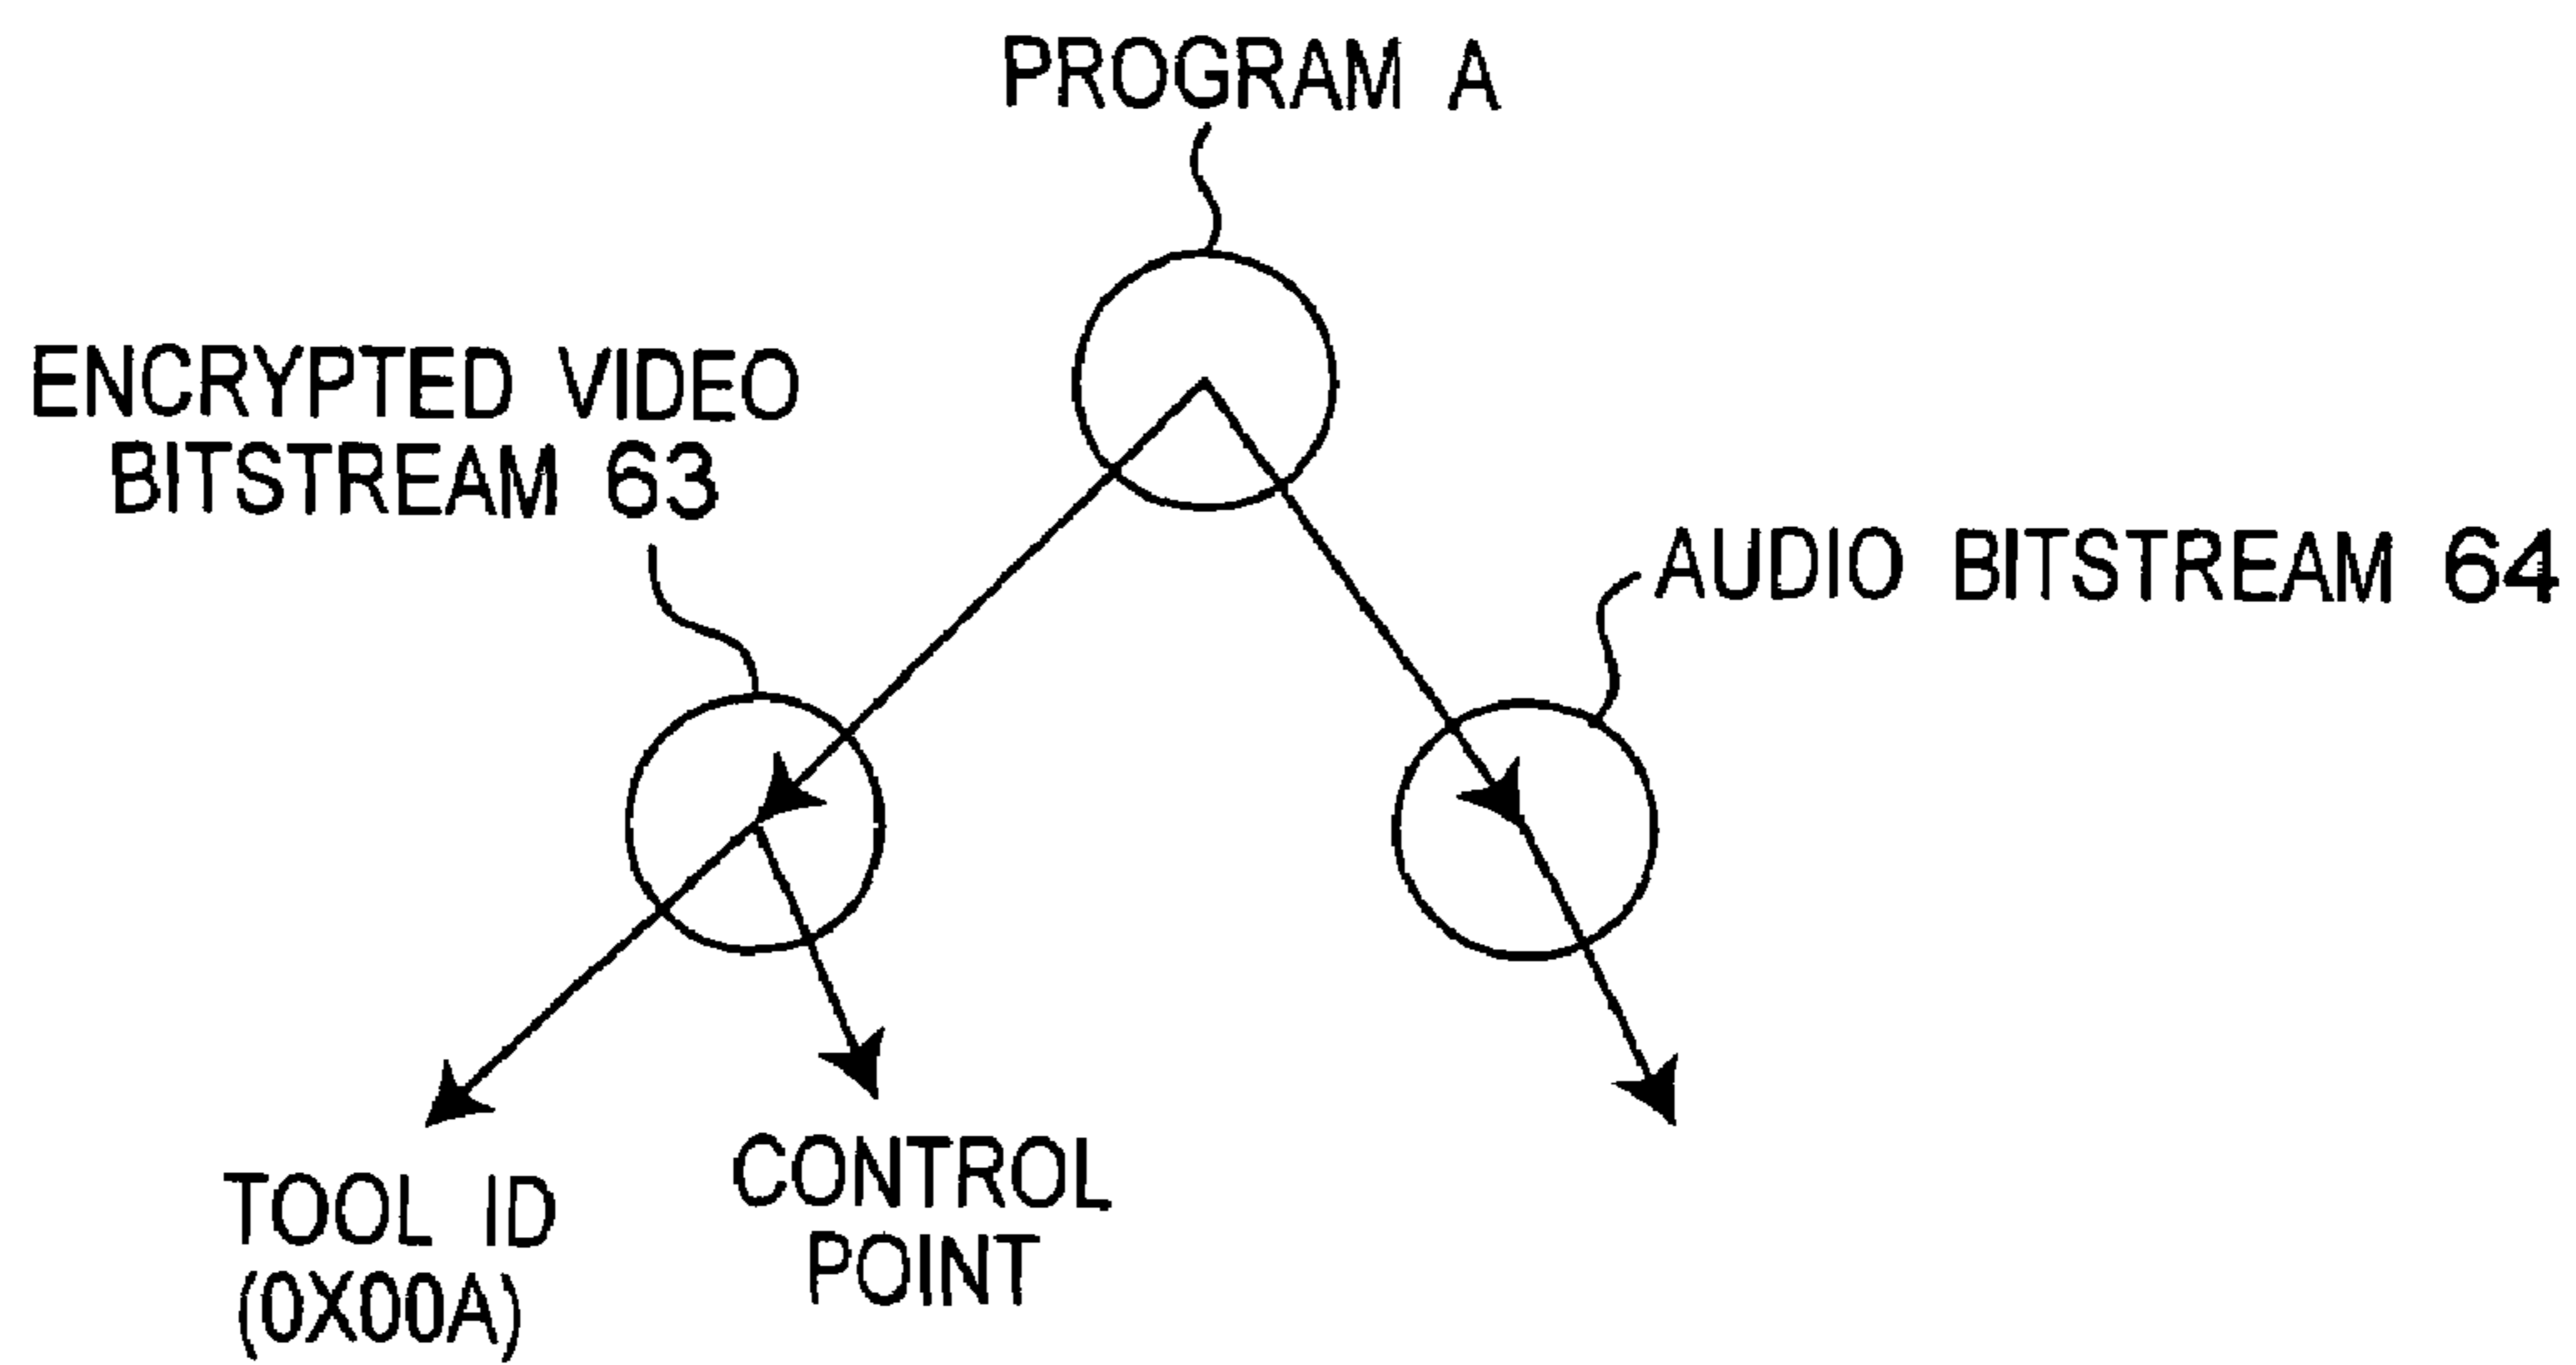 PROGRAM A
ENCRYPTED VIDEO
BITSTREAM 63
AUDIO BITSTREAM 64
TOOL ID
(0X00A)
CONTROL
POINT